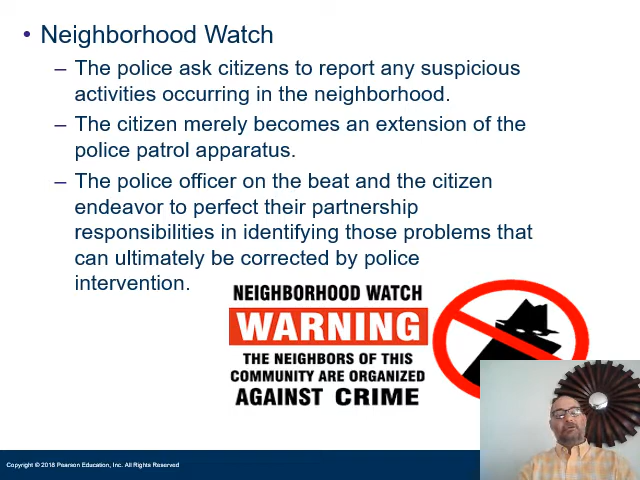 • Neighborhood Watch
– The police ask citizens to report any suspicious
activities occurring in the neighborhood.
– The citizen merely becomes an extension of the
police patrol apparatus.
– The police officer on the beat and the citizen
endeavor to perfect their partnership
responsibilities in identifying those problems that
can ultimately be corrected by police
intervention.
NEIGHBORHOOD WATCH
WARNING
THE NEIGHBORS OF THIS
COMMUNITY ARE ORGANIZED
AGAINST CRIME
Copyright © 2018 Pearson Education, Inc. All Rights Reserved